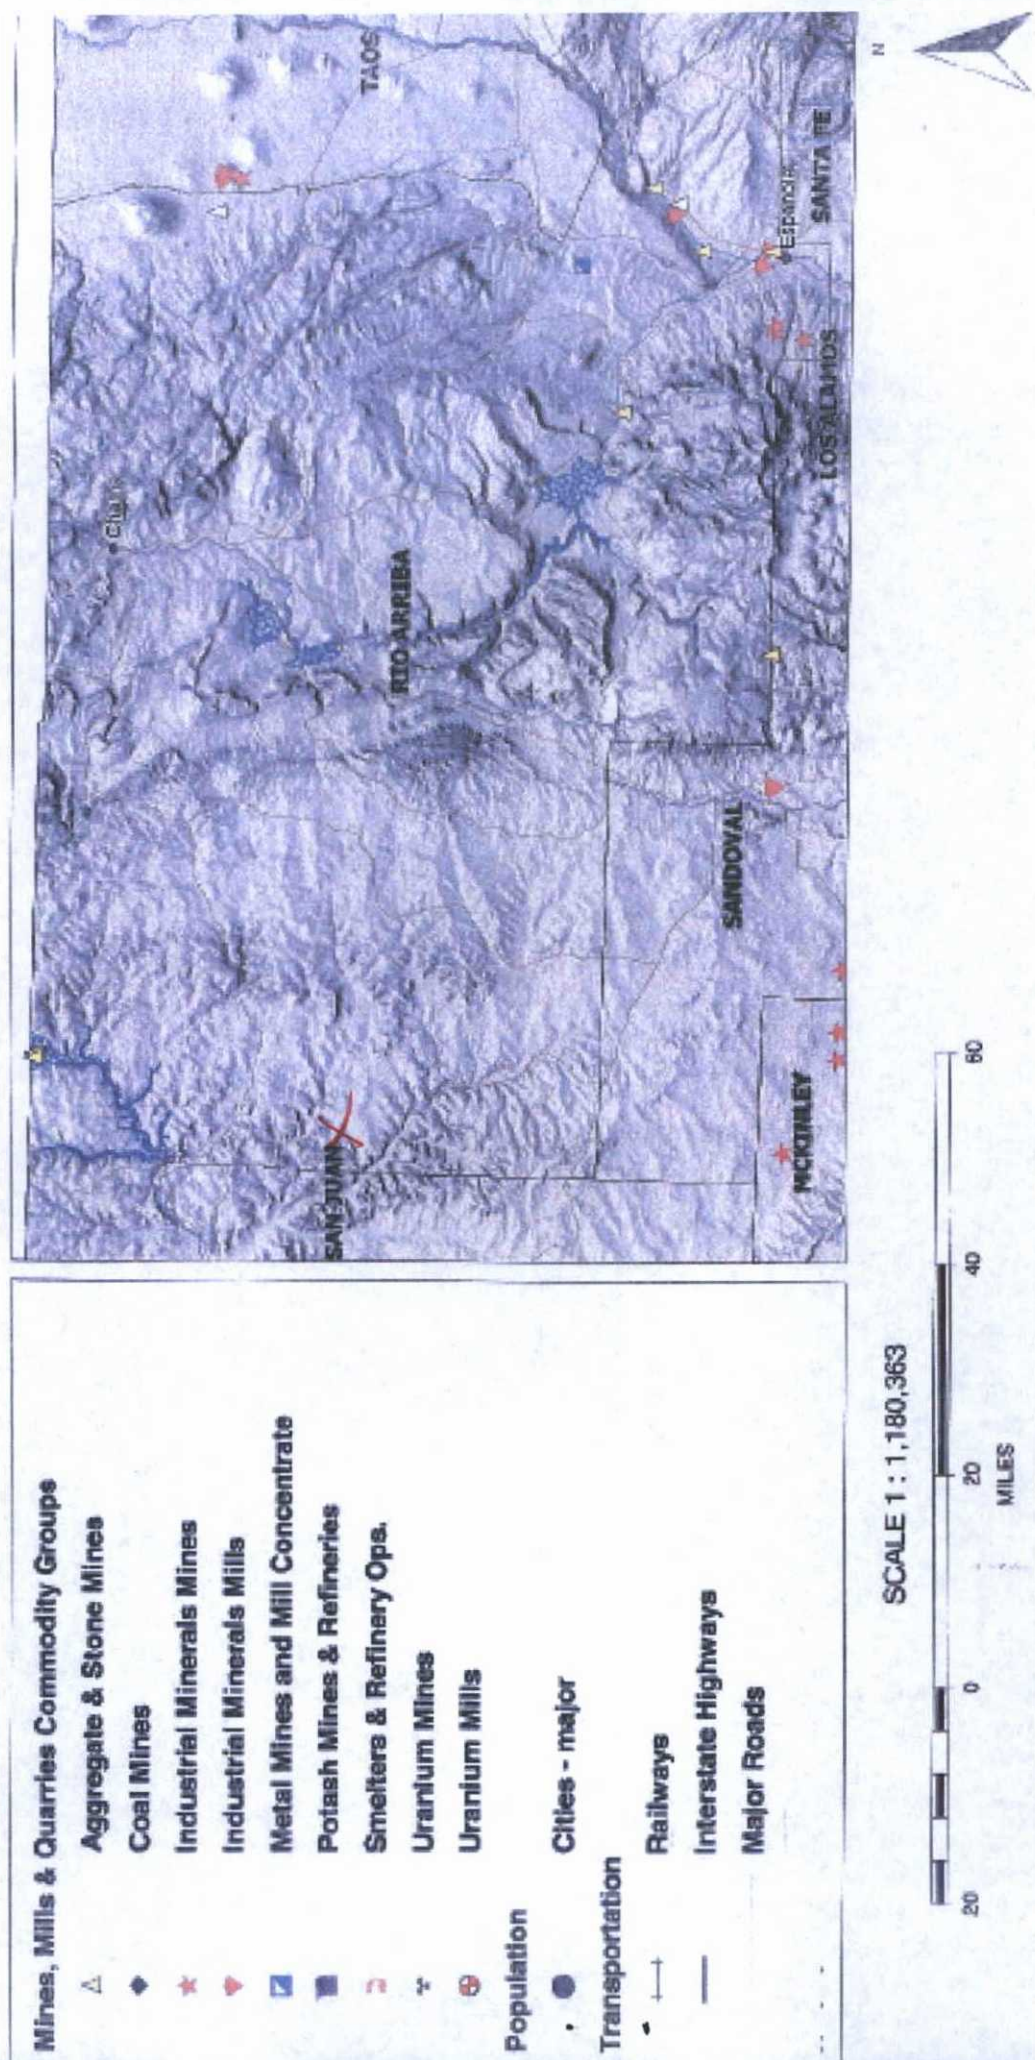 Mines, Mills & Quarries Commodity Groups
Aggregate & Stone Mines
Coal Mines
Industrial Minerals Mines
Industrial Minerals Mills
Metal Mines and Mill Concentrate
Potash Mines & Refineries
Smelters & Refinery Ops.
Uranium Mines
Uranium Mills
Population
Cities - major
Transportation
Railways
Interstate Highways
Major Roads
TAOS
SAN JUAN
RIO ARRIBA
SANDOVAL
MCKINLEY
LOS ALAMOS
Espanola
SANTA FE
N
SCALE 1 : 1,180,363
20 0 20 40 60
MILES